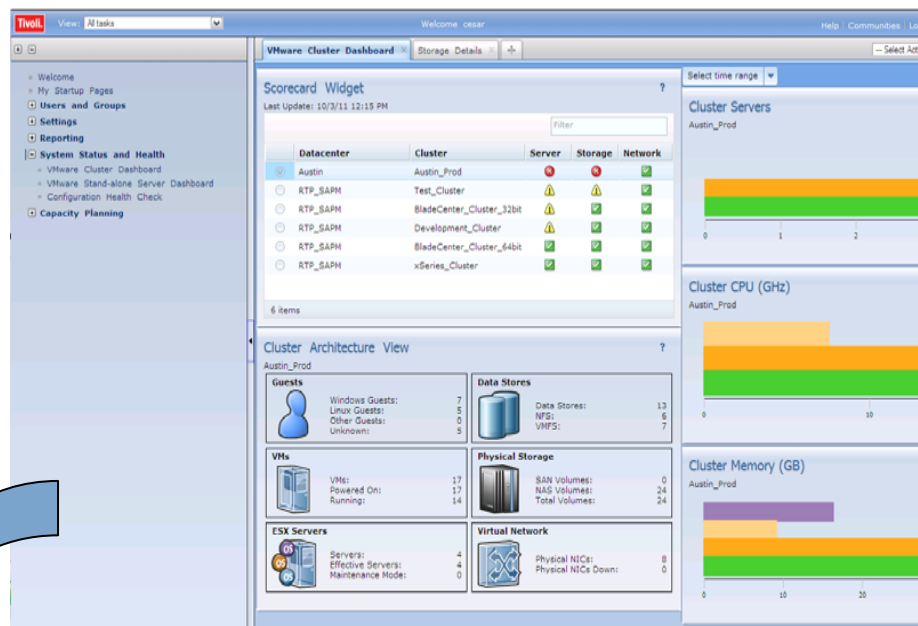 Tivoli. View: All tasks Welcome cesar Help Communities
VMware Cluster Dashboard Storage Details
Welcome
My Startup Pages
Users and Groups
Settings
Reporting
System Status and Health
VMware Cluster Dashboard
VMware Stand-alone Server Dashboard
Configuration Health Check
Capacity Planning
Scorecard Widget ?
Last Update: 10/3/11 12:15 PM
Filter
Datacenter Cluster Server Storage Network
Austin Austin_Prod
RTP_SAPM Test_Cluster
RTP_SAPM BladeCenter_Cluster_32bit
RTP_SAPM Development_Cluster
RTP_SAPM BladeCenter_Cluster_64bit
RTP_SAPM xSeries_Cluster
6 items
Cluster Architecture View ?
Austin_Prod
Guests
Windows Guests: 7
Linux Guests: 5
Other Guests: 0
Unknown: 5
Data Stores
Data Stores: 13
NFS: 6
VMFS: 7
VMs
VMs: 17
Powered On: 17
Running: 14
Physical Storage
SAN Volumes: 0
NAS Volumes: 24
Total Volumes: 24
ESX Servers
OS
OS
OS
Servers: 4
Effective Servers: 4
Maintenance Mode: 0
Virtual Network
Physical NICs: 8
Physical NICs Down: 0
-- Select
Select time range
Cluster Servers
Austin_Prod
0 1 2
Cluster CPU (GHz)
Austin_Prod
0 10
Cluster Memory (GB)
Austin_Prod
0 10 20